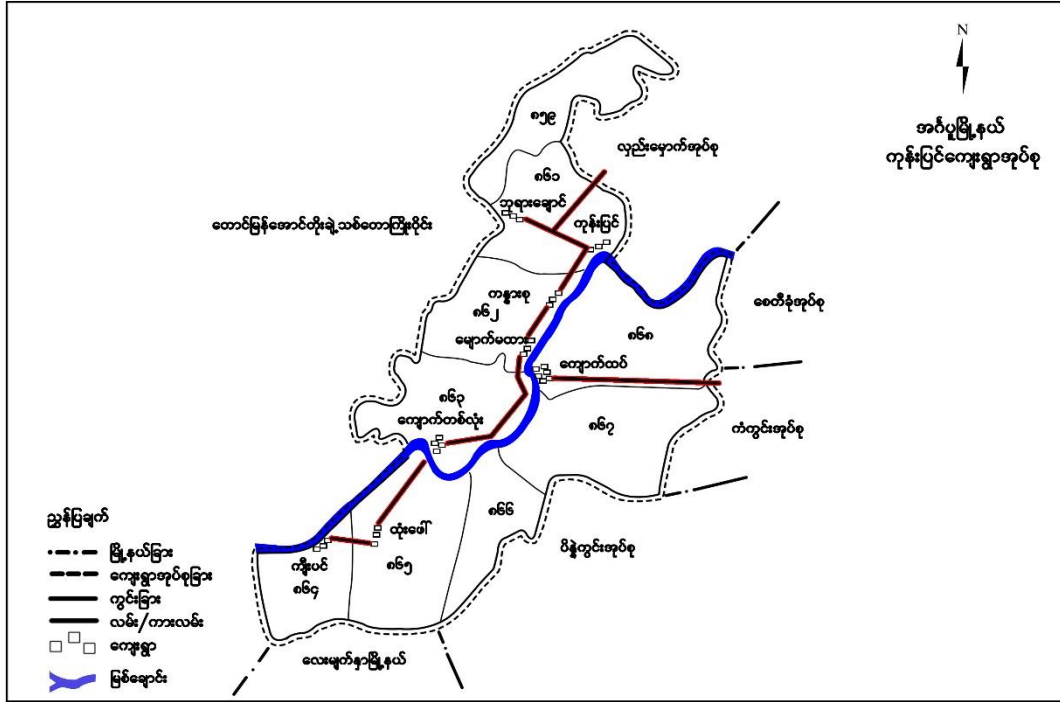 N
အင်္ဂပူမြို့နယ်
ကုန်းပြင်ကျေးရွာအုပ်စု
၈၅၉
လှည်းမှောက်အုပ်စု
၈၆၁
ဘုရားချောင်
ကုန်းပြင်
တောင်မြန်အောင်တိုးချဲ့သစ်တောကြိုးဝိုင်း
ကန္နားစု
၈၆၂
စေတီခုံအုပ်စု
၈၆၈
မျောက်မထား
ကျောက်ထပ်
၈၆၃
ကျောက်တစ်လုံး
၈၆၇
ကံကွင်းအုပ်စု
၈၆၆
ညွှန်ပြချက်
ထုံးဖေါ်
ပိန္နဲကွင်းအုပ်စု
မြို့နယ်ခြား
ကျီးပင်
၈၆၅
ကျေးရွာအုပ်စုခြား
၈၆၄
ကွင်းခြား
လမ်း/ကားလမ်း
ကျေးရွာ
လေးမျက်နှာမြို့နယ်
မြစ်ချောင်း